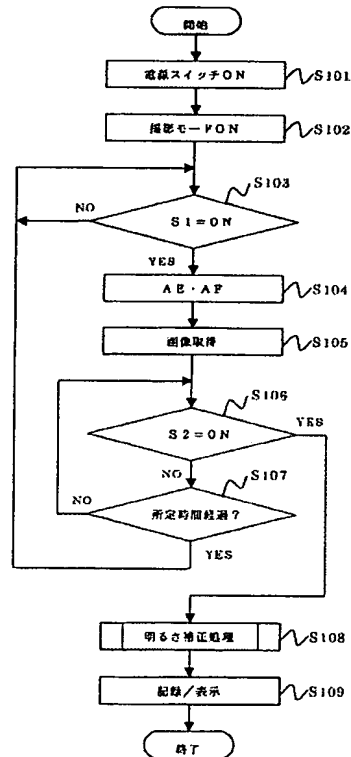 開始
電源スイッチON
S101
撮影モードON
S102
S103
NO
S1=ON
YES
AE・AF
S104
画像取得
S105
S106
S2=ON
YES
NO
S107
NO
所定時間経過？
YES
明るさ補正処理
S108
記録／表示
S109
終了